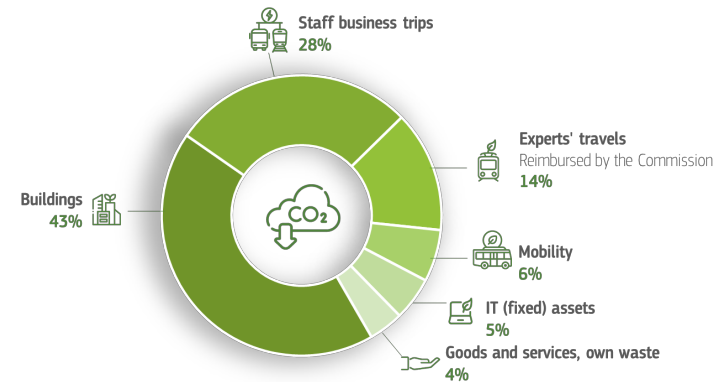 Staff business trips
28%
Experts' travels
Reimbursed by the Commission
14%
Buildings
43%
CO₂
Mobility
6%
IT (fixed) assets
5%
Goods and services, own waste
4%